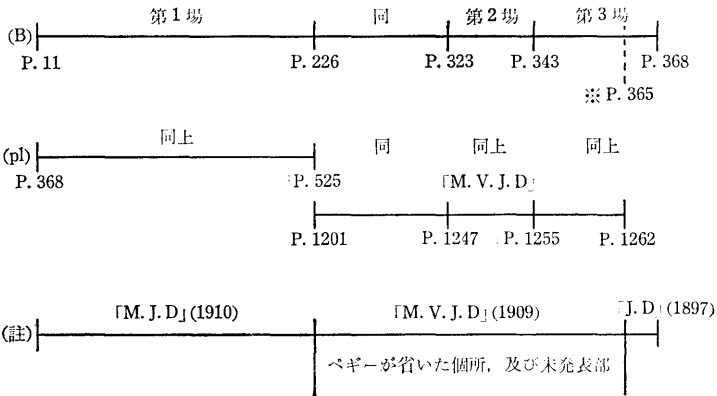 第1場 同 第2場 第3場
(B)
P. 11 P. 226 P. 323 P. 343 P. 368
※ P. 365
同上 同 同上 同上
(pl)
P. 368 P. 525 「M. V. J. D」
P. 1201 P. 1247 P. 1255 P. 1262
「M. J. D」(1910) 「M. V. J. D」(1909) 「J. D」(1897)
(註)
ペギーが省いた個所, 及び未発表部